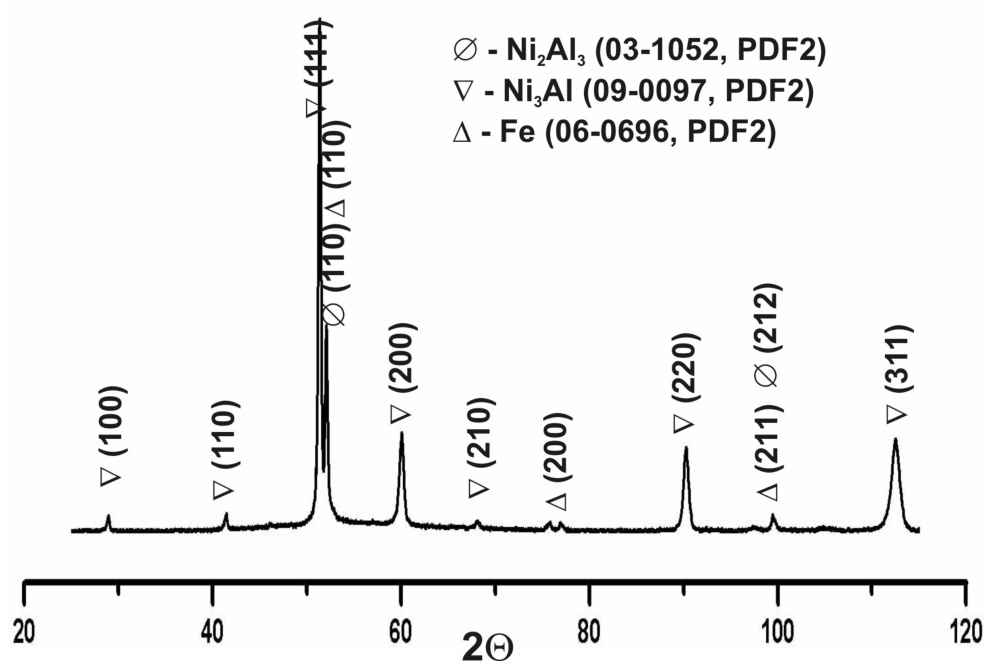 ∅ - Ni₂Al₃ (03-1052, PDF2)
▽ - Ni₃Al (09-0097, PDF2)
△ - Fe (06-0696, PDF2)
▽ (100)
▽ (110)
▽ (111)
∅ (110) △ (110)
▽ (200)
▽ (210)
△ (200)
▽ (220)
△ (211) ∅ (212)
▽ (311)
20 40 60 80 100 120
2Θ